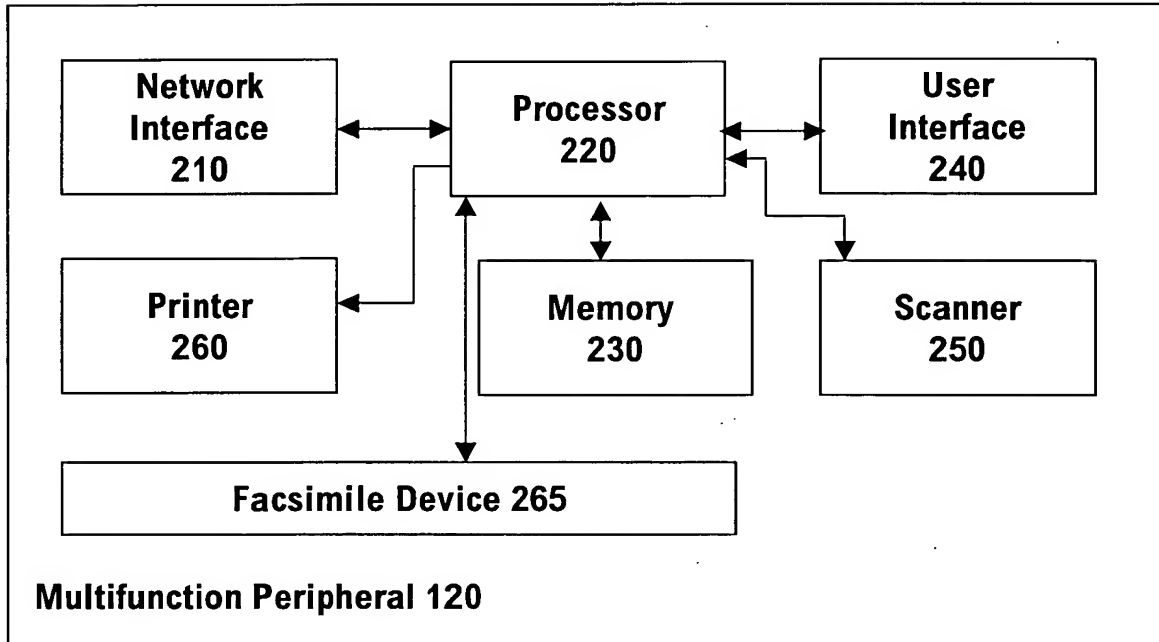 Network
Interface
210
Processor
220
User
Interface
240
Printer
260
Memory
230
Scanner
250
Facsimile Device 265
Multifunction Peripheral 120